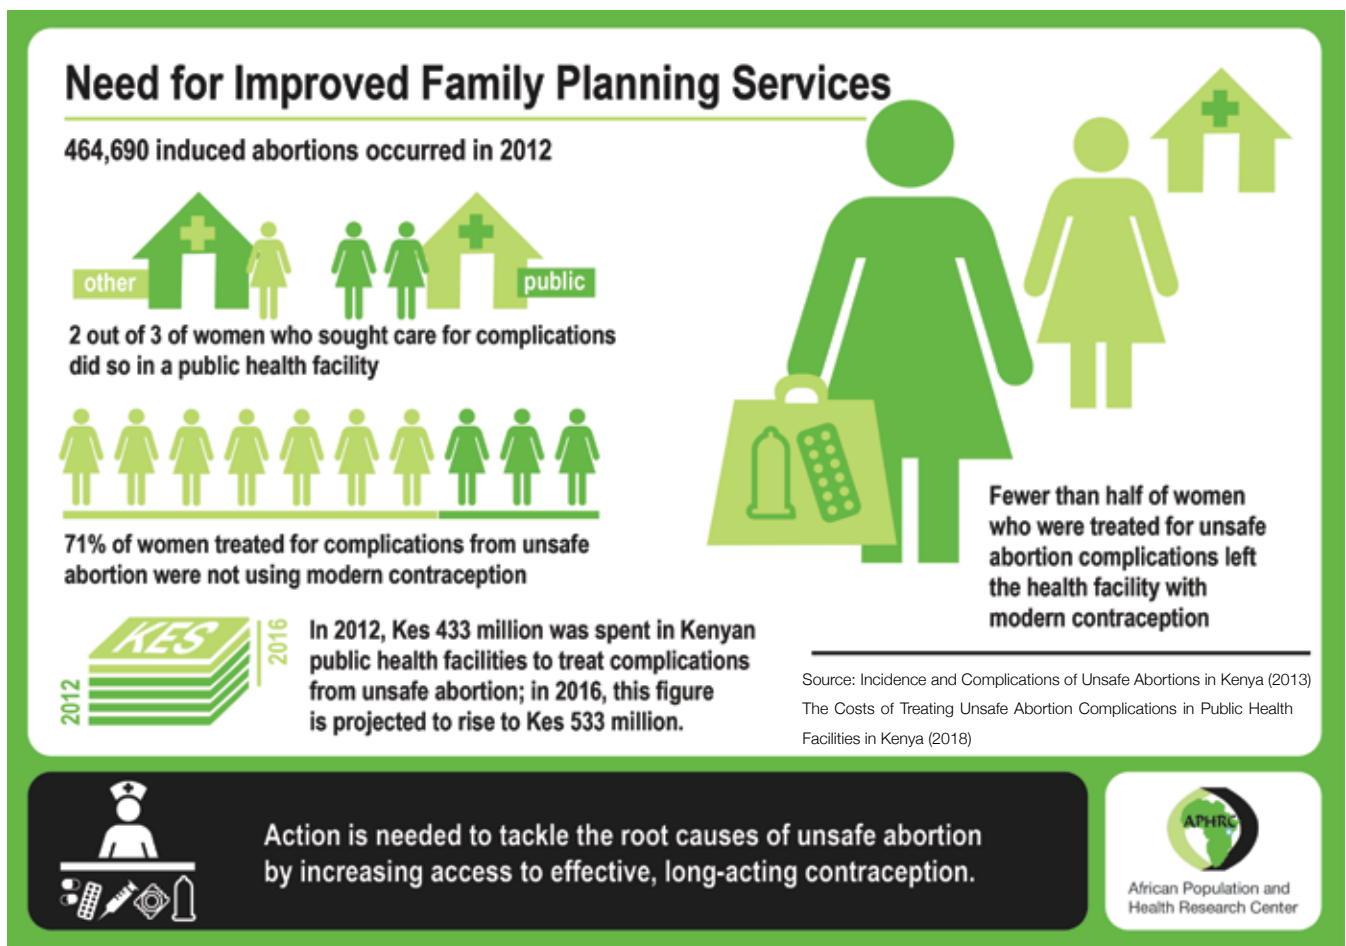 Need for Improved Family Planning Services
464,690 induced abortions occurred in 2012
other
public
2 out of 3 of women who sought care for complications
did so in a public health facility
71% of women treated for complications from unsafe
abortion were not using modern contraception
KES
2012
2016
In 2012, Kes 433 million was spent in Kenyan
public health facilities to treat complications
from unsafe abortion; in 2016, this figure
is projected to rise to Kes 533 million.
Fewer than half of women
who were treated for unsafe
abortion complications left
the health facility with
modern contraception
Source: Incidence and Complications of Unsafe Abortions in Kenya (2013)
The Costs of Treating Unsafe Abortion Complications in Public Health
Facilities in Kenya (2018)
Action is needed to tackle the root causes of unsafe abortion
by increasing access to effective, long-acting contraception.
APHRC
African Population and
Health Research Center